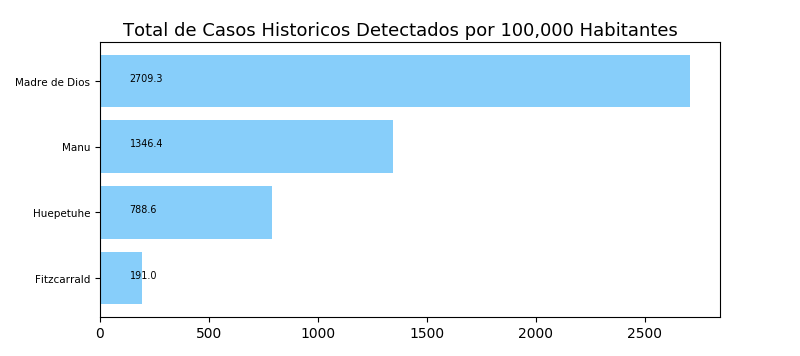 Total de Casos Historicos Detectados por 100,000 Habitantes
Madre de Dios 2709.3
Manu 1346.4
Huepetuhe 788.6
Fitzcarrald 191.0
0 500 1000 1500 2000 2500